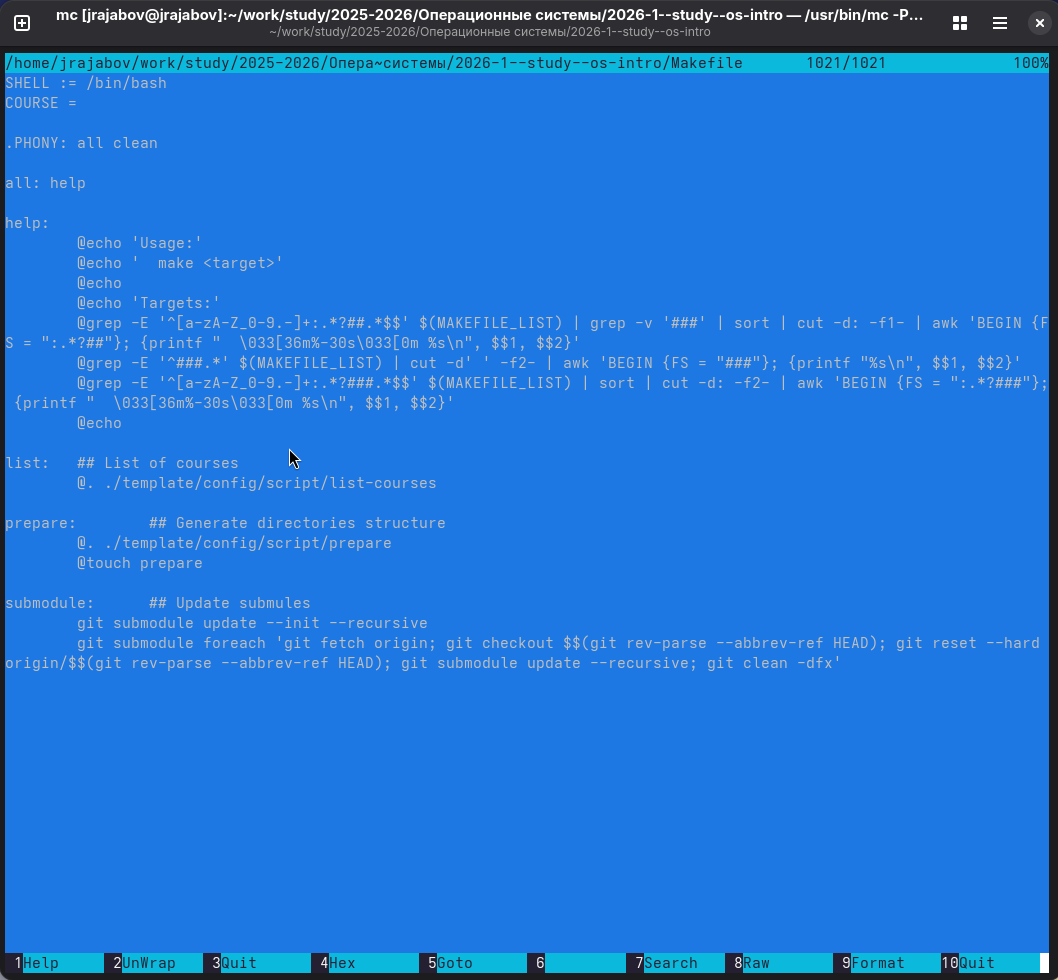 mc [jrajabov@jrajabov]:~/work/study/2025-2026/Операционные системы/2026-1--study--os-intro — /usr/bin/mc -P...
~/work/study/2025-2026/Операционные системы/2026-1--study--os-intro
/home/jrajabov/work/study/2025-2026/Опера~системы/2026-1--study--os-intro/Makefile       1021/1021              100%
SHELL := /bin/bash
COURSE =

.PHONY: all clean

all: help

help:
        @echo 'Usage:'
        @echo '  make <target>'
        @echo
        @echo 'Targets:'
        @grep -E '^[a-zA-Z_0-9.-]+:.*?##.*$$' $(MAKEFILE_LIST) | grep -v '###' | sort | cut -d: -f1- | awk 'BEGIN {F
S = ":.*?##"}; {printf "  \033[36m%-30s\033[0m %s\n", $$1, $$2}'
        @grep -E '^###.*' $(MAKEFILE_LIST) | cut -d' ' -f2- | awk 'BEGIN {FS = "###"}; {printf "%s\n", $$1, $$2}'
        @grep -E '^[a-zA-Z_0-9.-]+:.*?###.*$$' $(MAKEFILE_LIST) | sort | cut -d: -f2- | awk 'BEGIN {FS = ":.*?###"};
 {printf "  \033[36m%-30s\033[0m %s\n", $$1, $$2}'
        @echo

list:   ## List of courses
        @. ./template/config/script/list-courses

prepare:        ## Generate directories structure
        @. ./template/config/script/prepare
        @touch prepare

submodule:      ## Update submules
        git submodule update --init --recursive
        git submodule foreach 'git fetch origin; git checkout $$(git rev-parse --abbrev-ref HEAD); git reset --hard
origin/$$(git rev-parse --abbrev-ref HEAD); git submodule update --recursive; git clean -dfx'
1Help 2UnWrap 3Quit 4Hex 5Goto 6 7Search 8Raw 9Format 10Quit